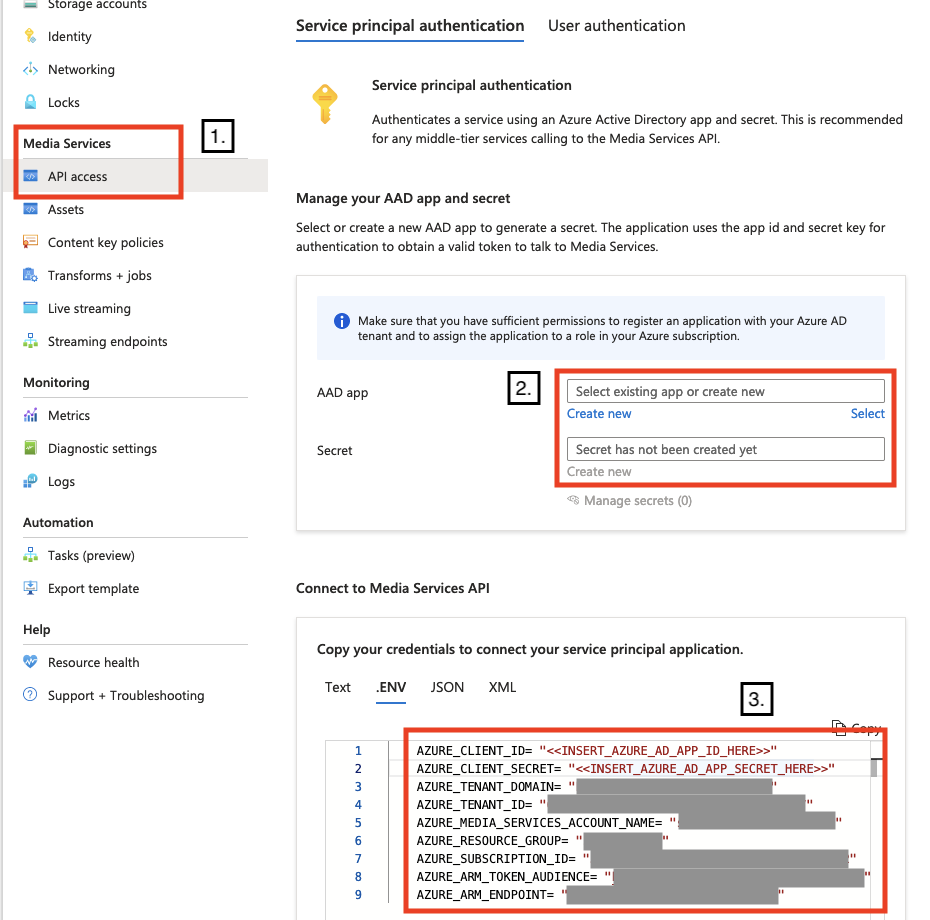 Storage accounts
Identity
Networking
Locks
Media Services
1.
API access
Assets
Content key policies
Transforms + jobs
Live streaming
Streaming endpoints
Monitoring
Metrics
Diagnostic settings
Logs
Automation
Tasks (preview)
Export template
Help
Resource health
Support + Troubleshooting
Service principal authentication
User authentication
Service principal authentication
Authenticates a service using an Azure Active Directory app and secret. This is recommended
for any middle-tier services calling to the Media Services API.
Manage your AAD app and secret
Select or create a new AAD app to generate a secret. The application uses the app id and secret key for
authentication to obtain a valid token to talk to Media Services.
Make sure that you have sufficient permissions to register an application with your Azure AD
tenant and to assign the application to a role in your Azure subscription.
AAD app
2.
Select existing app or create new
Create new
Select
Secret
Secret has not been created yet
Create new
Manage secrets (0)
Connect to Media Services API
Copy your credentials to connect your service principal application.
Text
.ENV
JSON
XML
3.
Copy
1 AZURE_CLIENT_ID= "<<INSERT_AZURE_AD_APP_ID_HERE>>"
2 AZURE_CLIENT_SECRET= "<<INSERT_AZURE_AD_APP_SECRET_HERE>>"
3 AZURE_TENANT_DOMAIN= " "
4 AZURE_TENANT_ID= " "
5 AZURE_MEDIA_SERVICES_ACCOUNT_NAME= " "
6 AZURE_RESOURCE_GROUP= " "
7 AZURE_SUBSCRIPTION_ID= " "
8 AZURE_ARM_TOKEN_AUDIENCE= " "
9 AZURE_ARM_ENDPOINT= " "